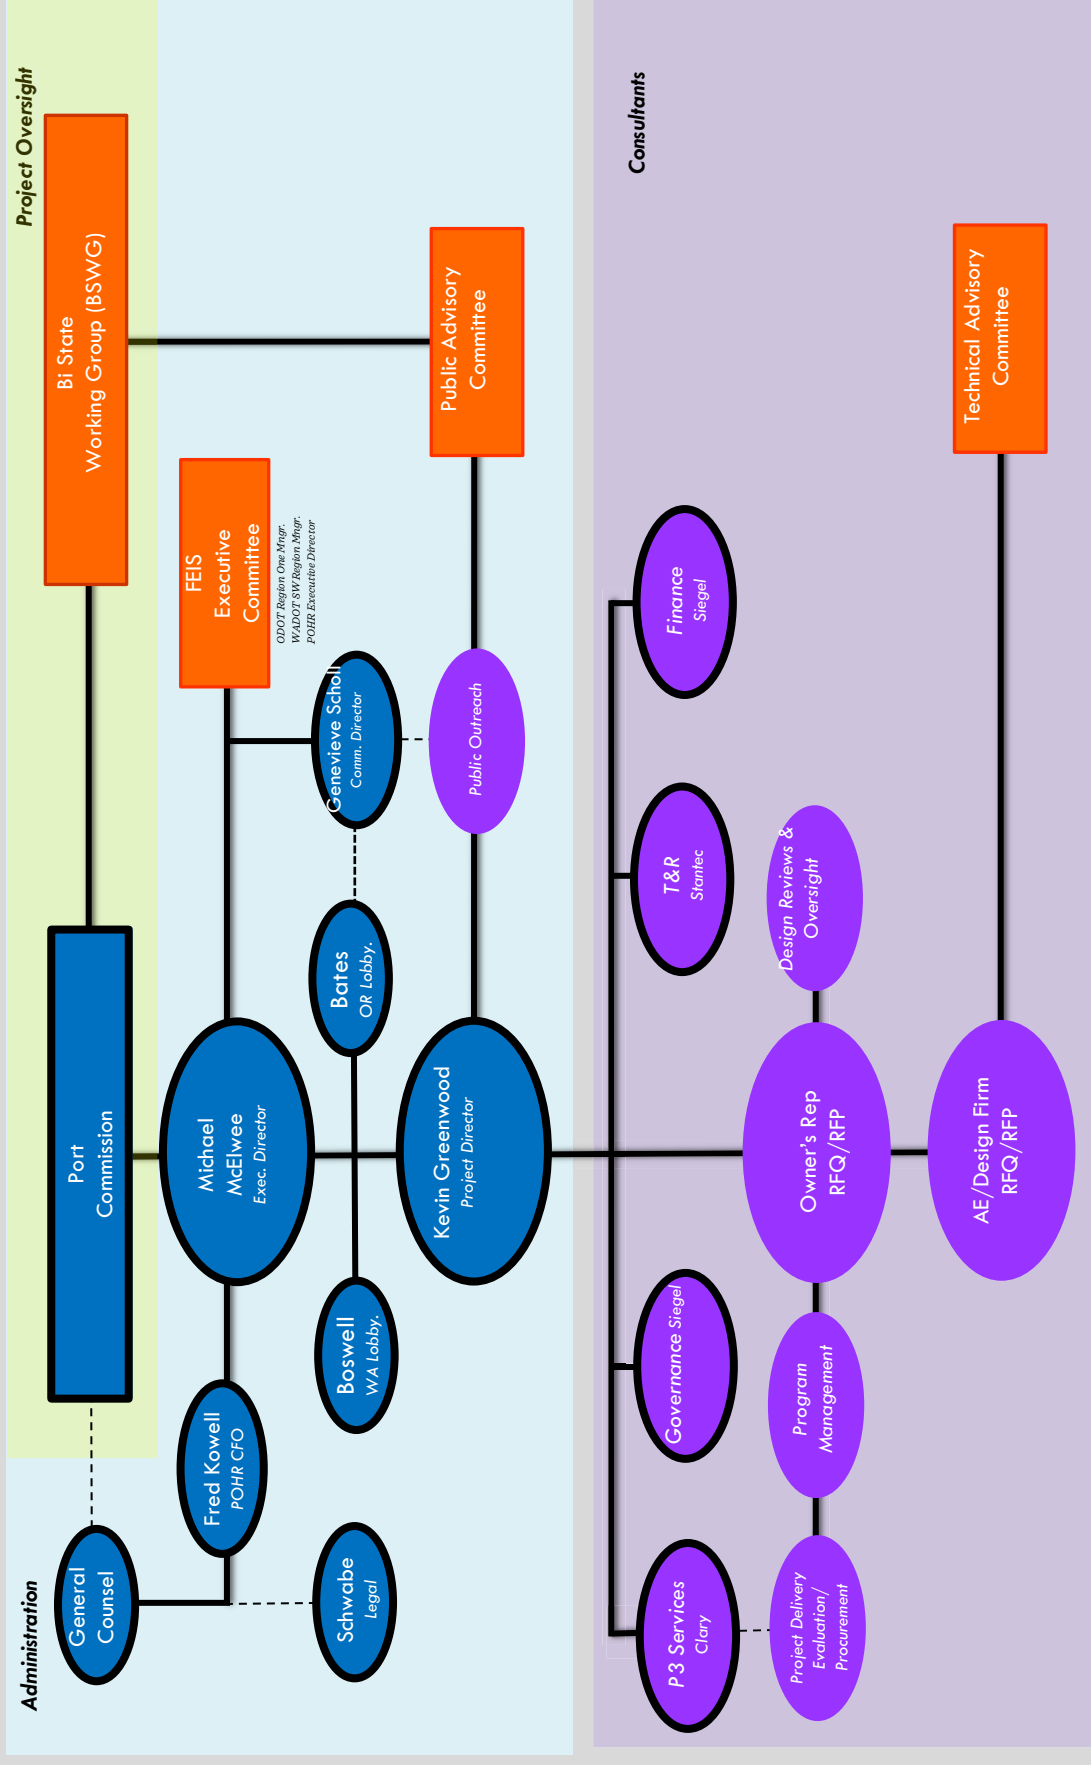 Administration
Project Oversight
General
Counsel
Port
Commission
Bi State
Working Group (BSWG)
Fred Kowell
POHR CFO
Michael
McElwee
Exec. Director
FEIS
Executive
Committee
ODOT Region One Mngr.
WADOT SW Region Mngr.
POHR Executive Director
Schwabe
Legal
Boswell
WA Lobby.
Bates
OR Lobby.
Genevieve Scholl
Comm. Director
Kevin Greenwood
Project Director
Public Outreach
Public Advisory
Committee
Consultants
P3 Services
Clary
Governance Siegel
T&R
Stantec
Finance
Siegel
Project Delivery
Evaluation/
Procurement
Program
Management
Owner's Rep
RFQ/RFP
Design Reviews &
Oversight
AE/Design Firm
RFQ/RFP
Technical Advisory
Committee